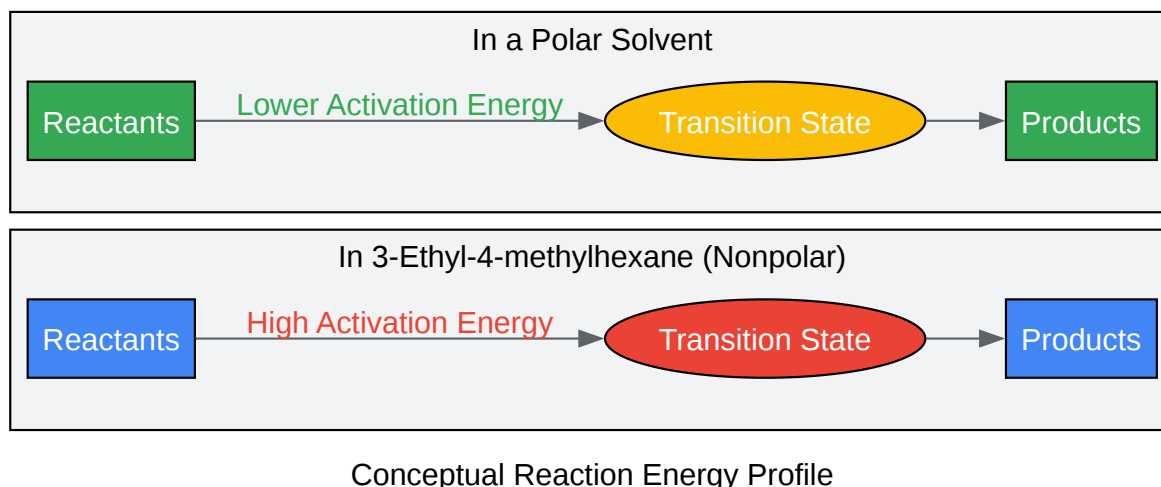 In a Polar Solvent
Reactants
Lower Activation Energy
Transition State
Products
In 3-Ethyl-4-methylhexane (Nonpolar)
Reactants
High Activation Energy
Transition State
Products
Conceptual Reaction Energy Profile